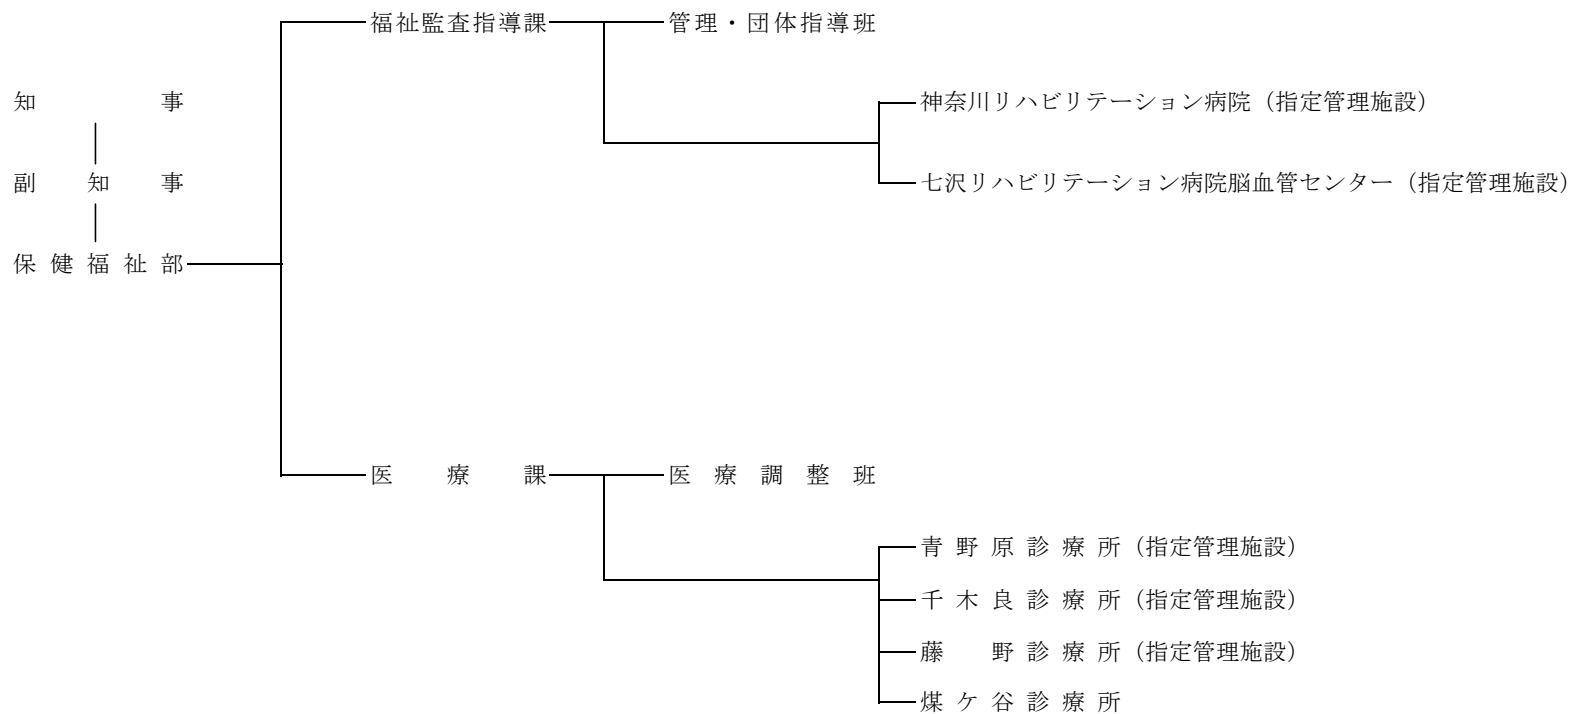 福祉監査指導課 管理・団体指導班
知事 神奈川リハビリテーション病院（指定管理施設）
副知事 七沢リハビリテーション病院脳血管センター（指定管理施設）
保健福祉部
医療課 医療調整班
青野原診療所（指定管理施設）
千木良診療所（指定管理施設）
藤野診療所（指定管理施設）
煤ケ谷診療所